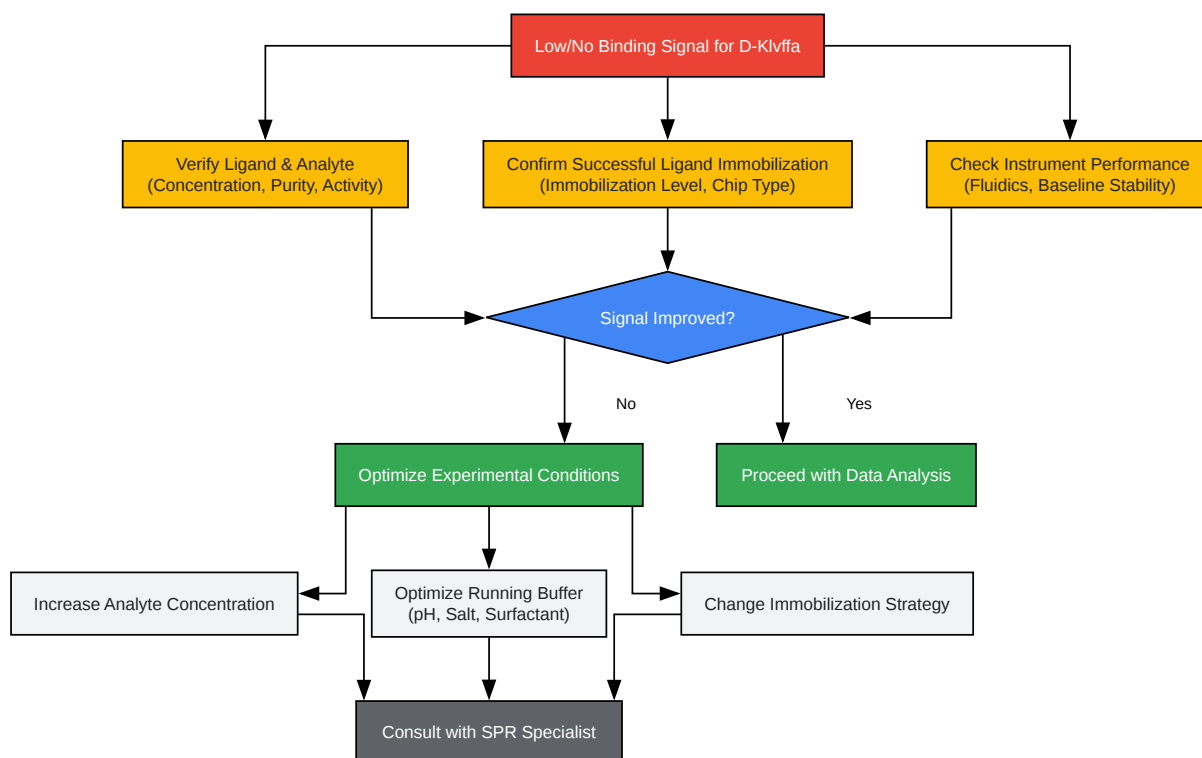 Low/No Binding Signal for D-Klvffa
Verify Ligand & Analyte
(Concentration, Purity, Activity)
Confirm Successful Ligand Immobilization
(Immobilization Level, Chip Type)
Check Instrument Performance
(Fluidics, Baseline Stability)
Signal Improved?
No
Yes
Optimize Experimental Conditions
Proceed with Data Analysis
Increase Analyte Concentration
Optimize Running Buffer
(pH, Salt, Surfactant)
Change Immobilization Strategy
Consult with SPR Specialist